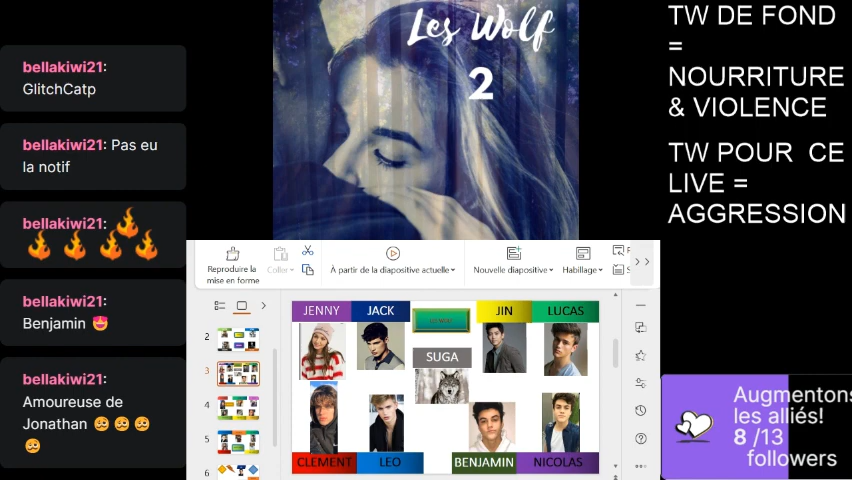 bellakiwi21:
GlitchCatp
bellakiwi21: Pas eu
la notif
bellakiwi21:
bellakiwi21:
Benjamin
bellakiwi21:
Amoureuse de
Jonathan
Les Wolf
2
TW DE FOND
=
NOURRITURE
& VIOLENCE
TW POUR CE
LIVE =
AGGRESSION
Reproduire la
mise en forme
Coller
À partir de la diapositive actuelle
Nouvelle diapositive
Habillage
2
3
4
5
6
JENNY
JACK
JIN
LUCAS
SUGA
CLEMENT
LEO
BENJAMIN
NICOLAS
Augmentons
les alliés!
8 /13
followers